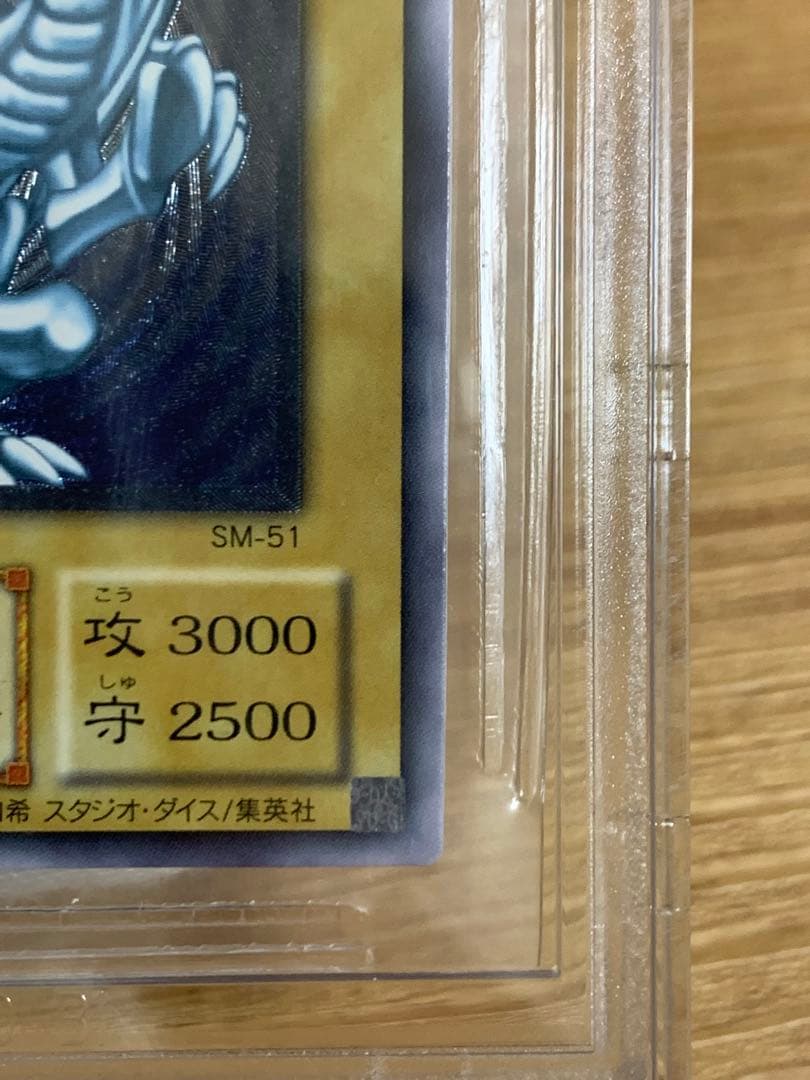 SM-51
こう
攻 3000
しゅ
守 2500
希 スタジオ・ダイス/集英社